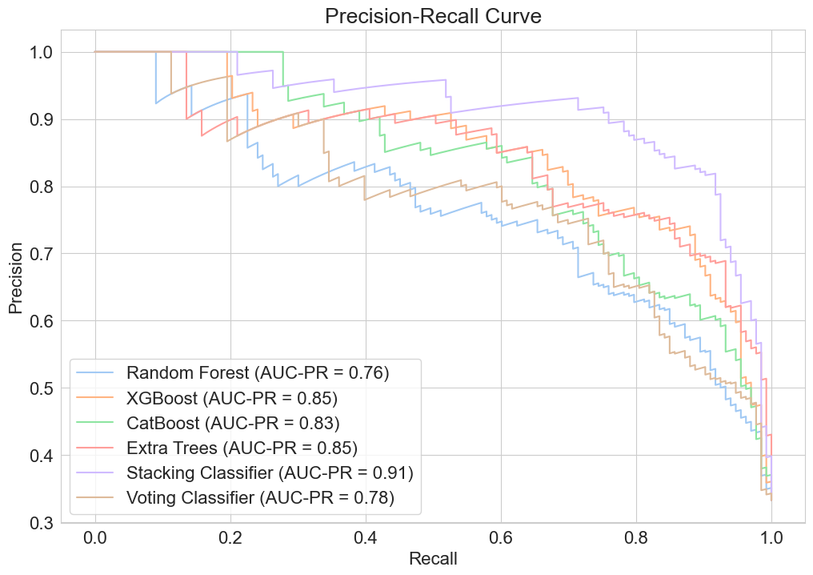 Precision-Recall Curve
1.0
0.9
0.8
0.7
0.6
0.5
0.4
0.3
Precision
Random Forest (AUC-PR = 0.76)
XGBoost (AUC-PR = 0.85)
CatBoost (AUC-PR = 0.83)
Extra Trees (AUC-PR = 0.85)
Stacking Classifier (AUC-PR = 0.91)
Voting Classifier (AUC-PR = 0.78)
0.0 0.2 0.4 0.6 0.8 1.0
Recall